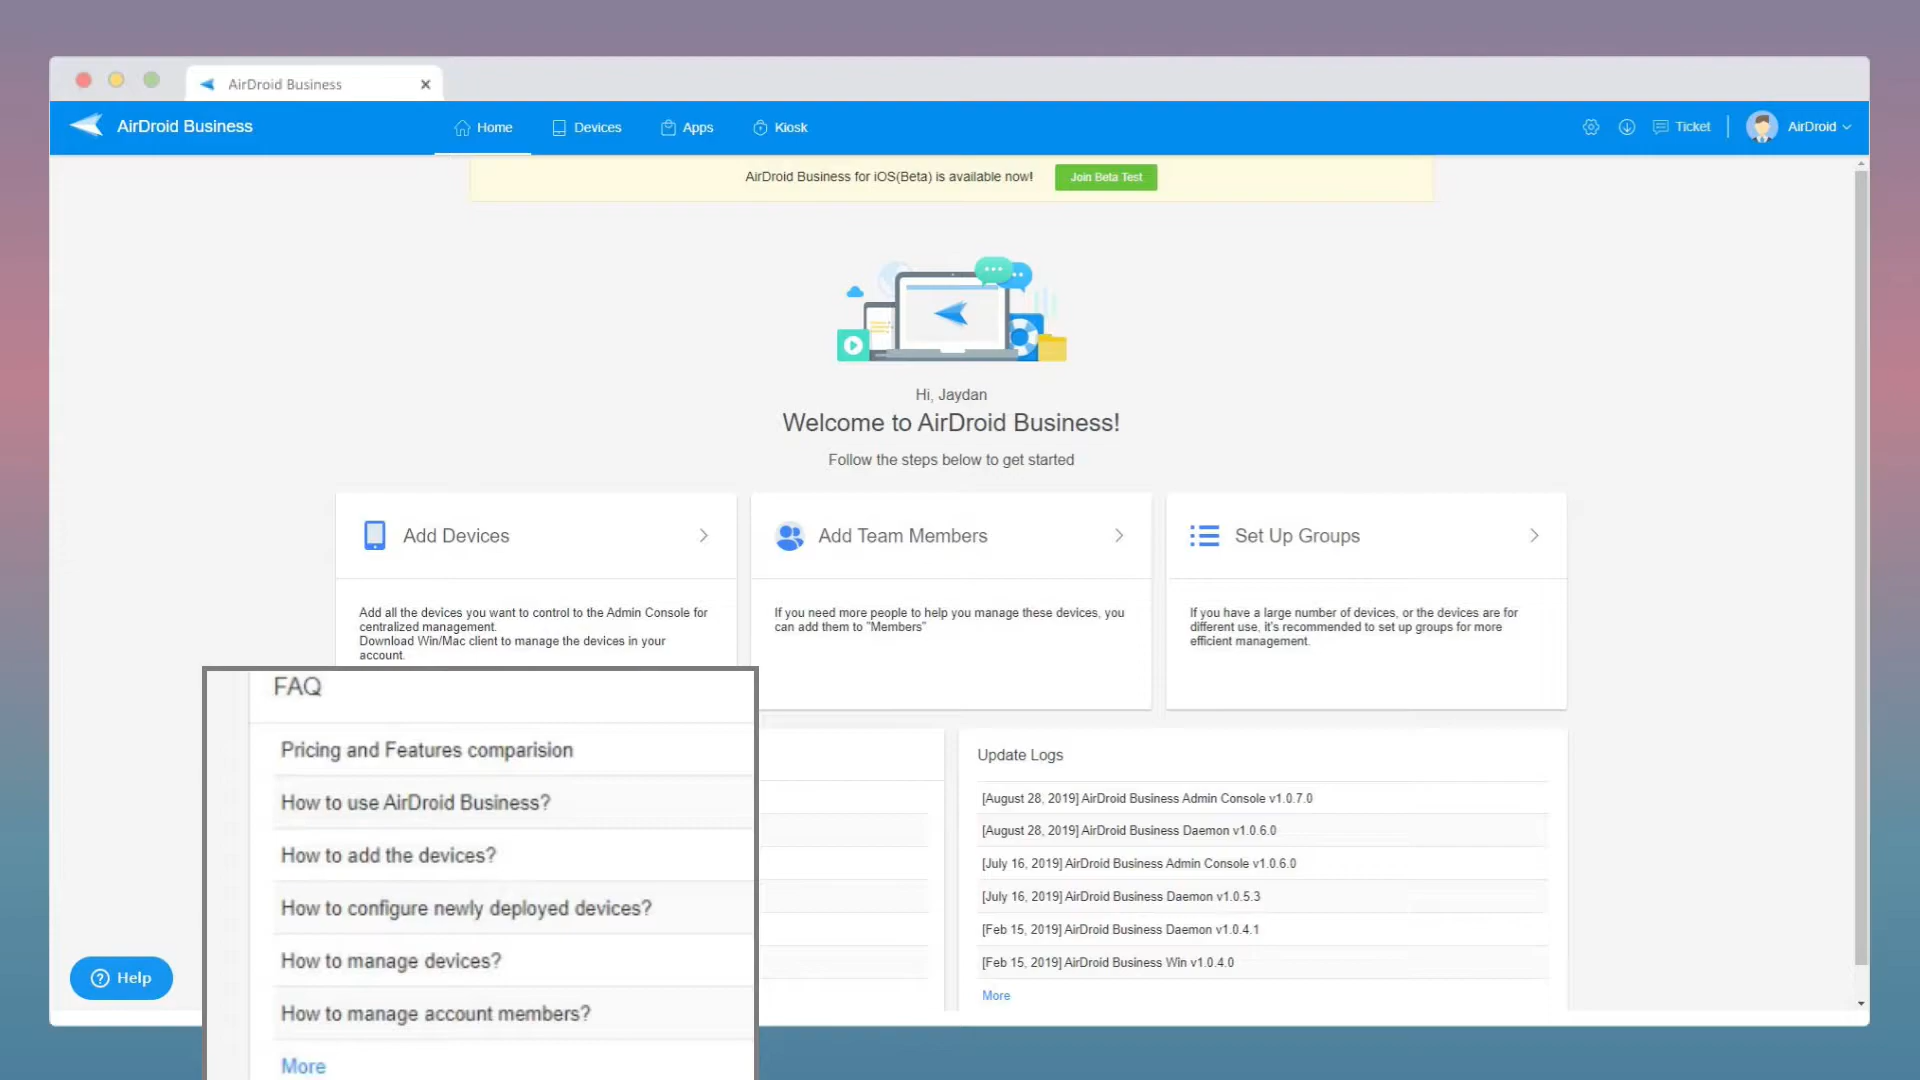 AirDroid Business
AirDroid Business
Home
Devices
Apps
Kiosk
Ticket
AirDroid
AirDroid Business for iOS(Beta) is available now!
Join Beta Test
Hi, Jaydan
Welcome to AirDroid Business!
Follow the steps below to get started
Add Devices
Add all the devices you want to control to the Admin Console for
centralized management.
Download Win/Mac client to manage the devices in your
account.
Add Team Members
If you need more people to help you manage these devices, you
can add them to "Members"
Set Up Groups
If you have a large number of devices, or the devices are for
different use, it's recommended to set up groups for more
efficient management.
FAQ
Pricing and Features comparision
How to use AirDroid Business?
How to add the devices?
How to configure newly deployed devices?
How to manage devices?
How to manage account members?
More
Update Logs
[August 28, 2019] AirDroid Business Admin Console v1.0.7.0
[August 28, 2019] AirDroid Business Daemon v1.0.6.0
[July 16, 2019] AirDroid Business Admin Console v1.0.6.0
[July 16, 2019] AirDroid Business Daemon v1.0.5.3
[Feb 15, 2019] AirDroid Business Daemon v1.0.4.1
[Feb 15, 2019] AirDroid Business Win v1.0.4.0
More
Help